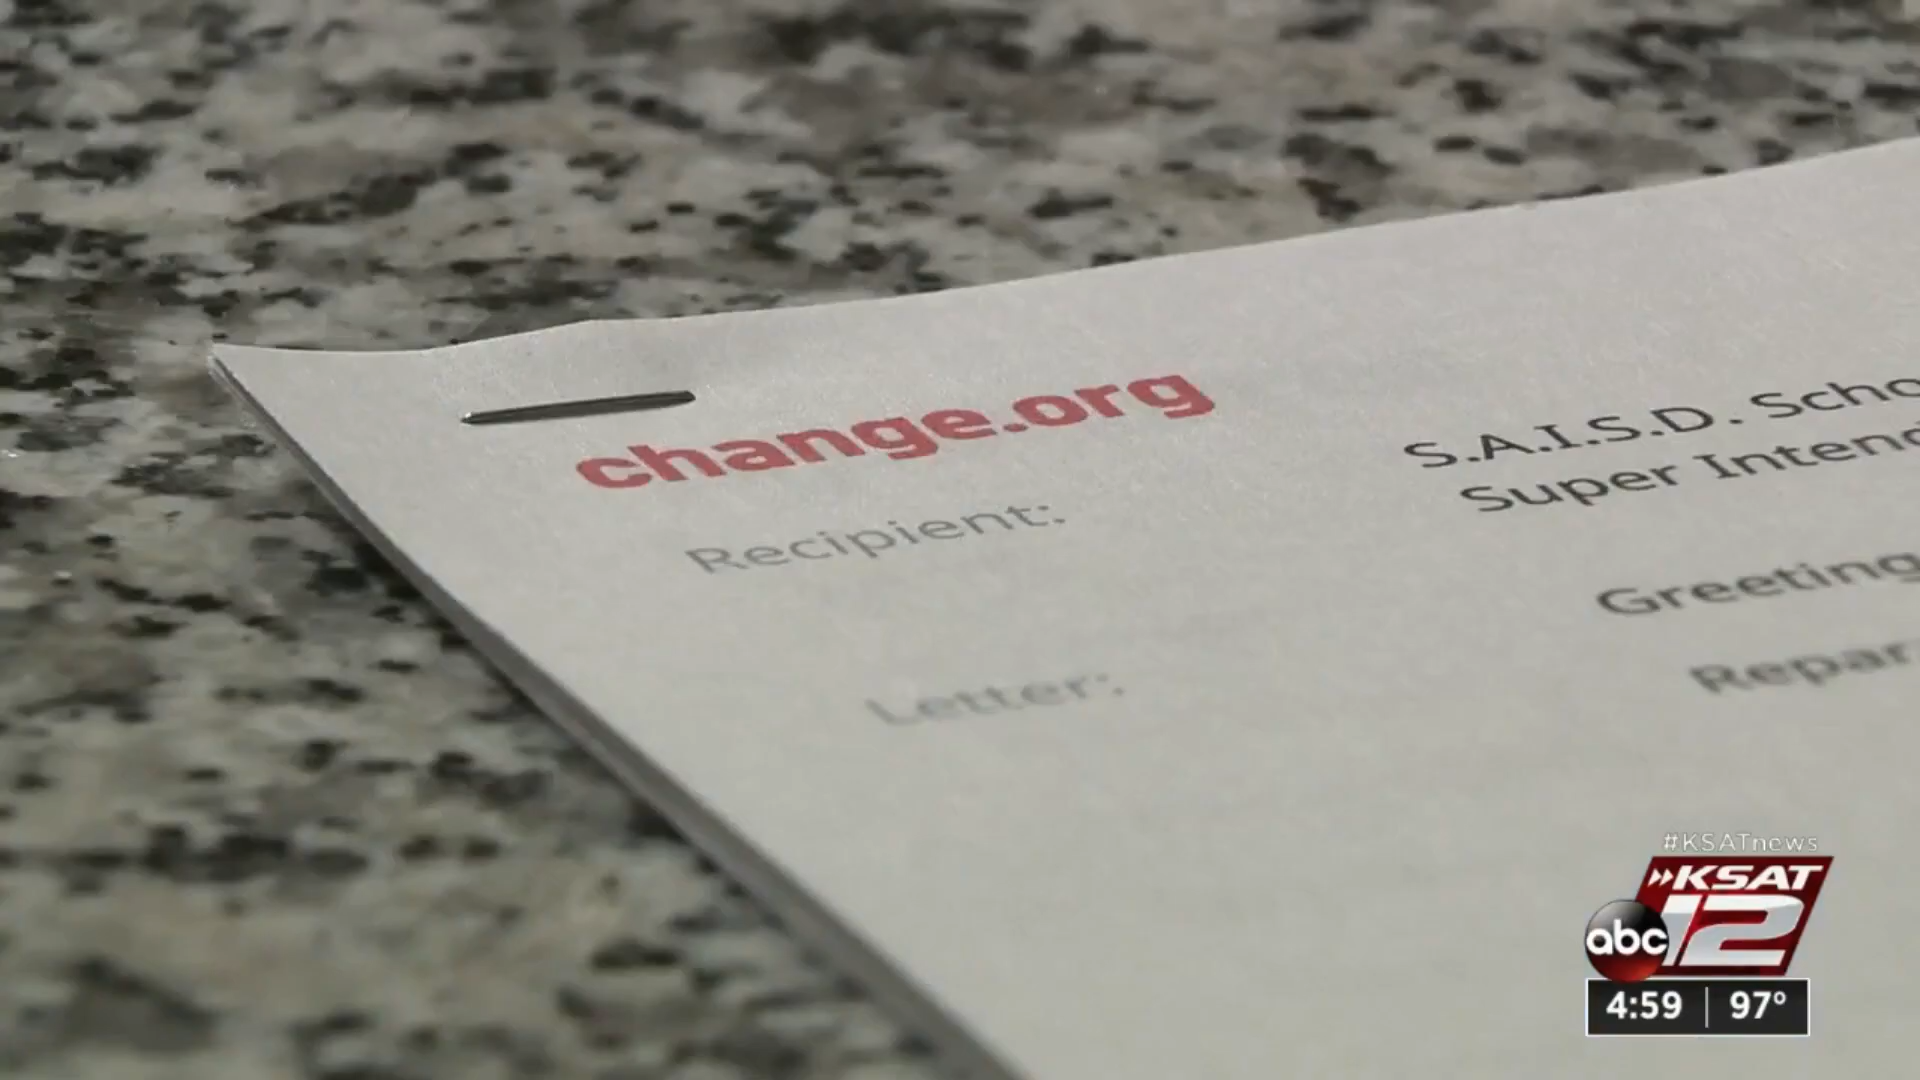 change.org
Recipient:
S.A.I.S.D. Scho
Super Intend
Letter:
Greeting
Repar
#KSATnews
KSAT
12
abc
4:59 | 97°